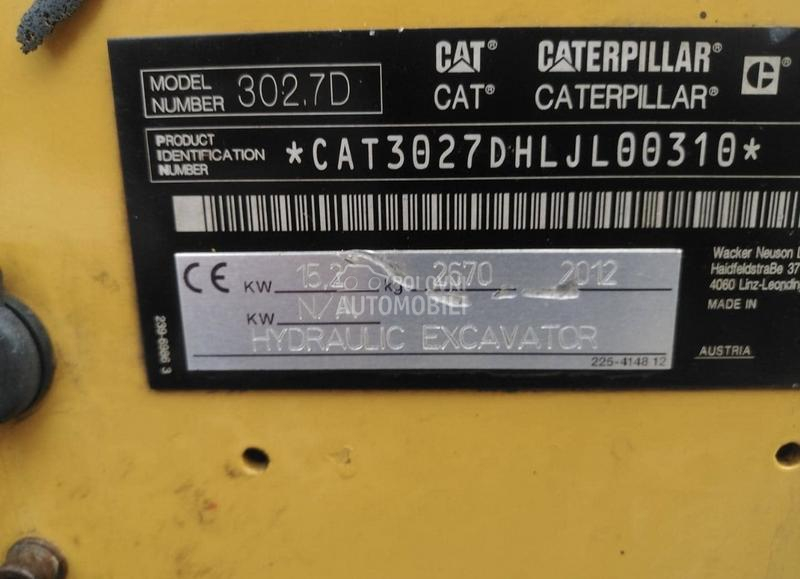 CAT® CATERPILLAR®
CAT® CATERPILLAR®
MODEL NUMBER 302.7D
PRODUCT IDENTIFICATION NUMBER *CAT3027DHLJL00310*
CE KW 15,2 kg 2670 2012
KW N/A
POLOVNI AUTOMOBILI
HYDRAULIC EXCAVATOR
225-4148 12
239-6966 3
Wacker Neuson
Haidfeldstraße 37
4060 Linz-Leonding
MADE IN
AUSTRIA